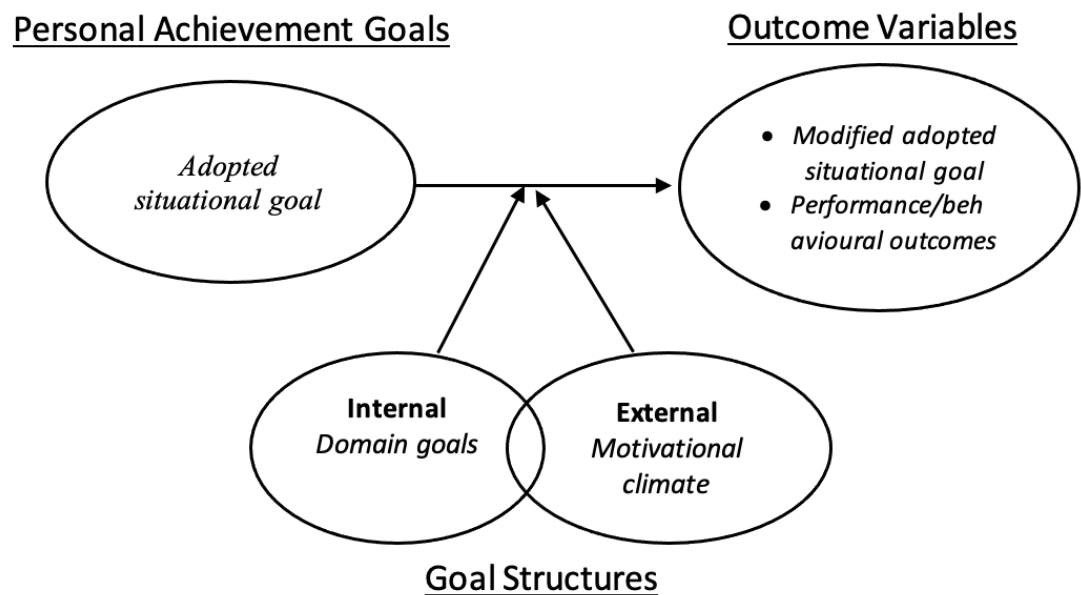 Personal Achievement Goals
Outcome Variables
Adopted
situational goal
• Modified adopted
situational goal
• Performance/beh
avioural outcomes
Internal
Domain goals
External
Motivational
climate
Goal Structures